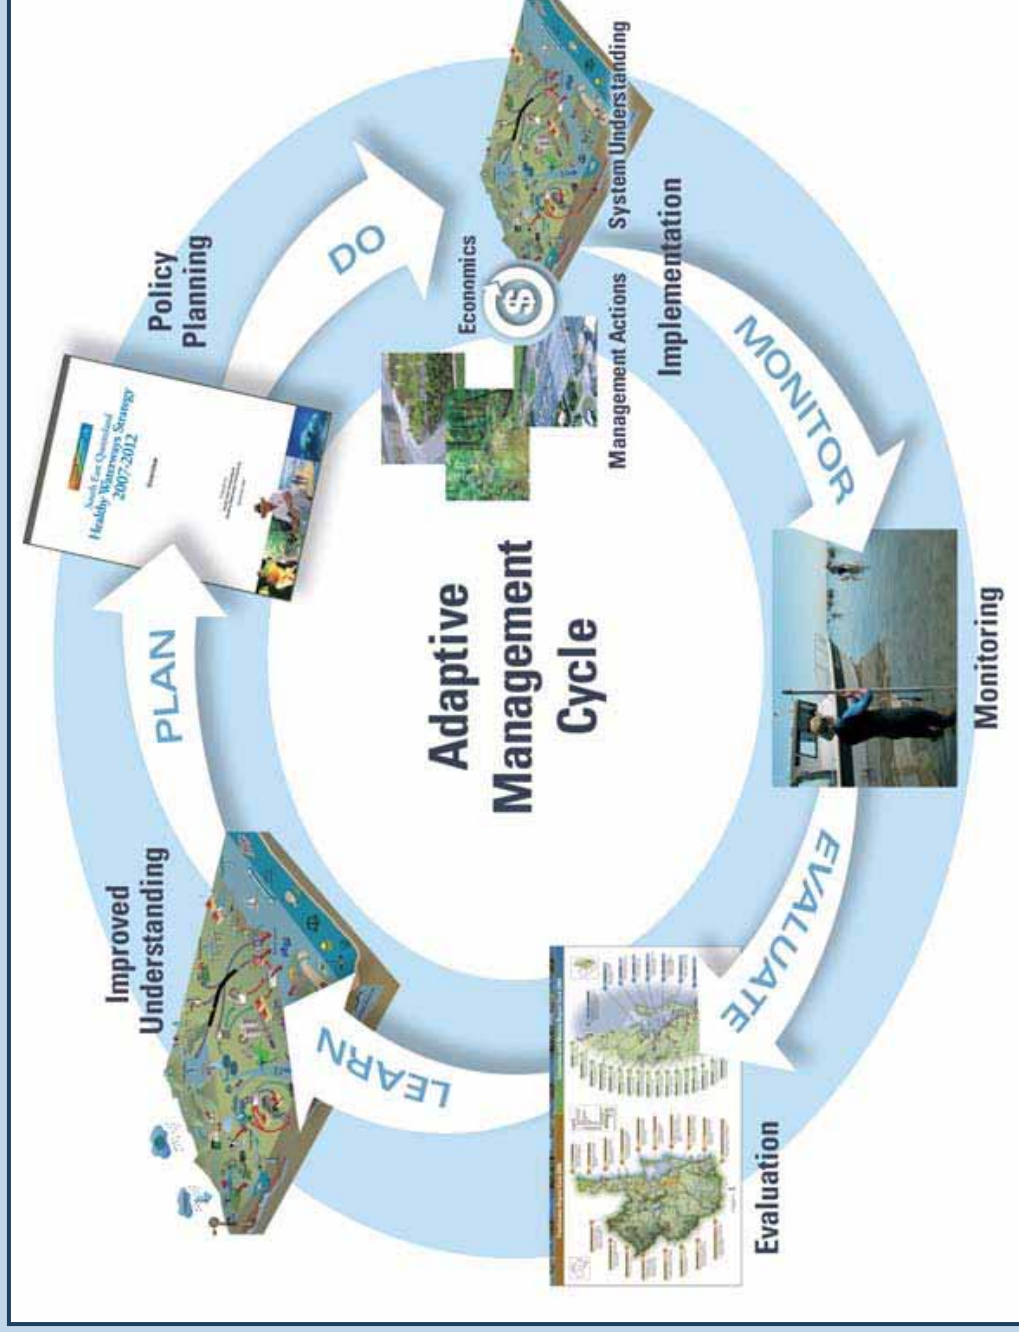 Adaptive
Management
Cycle
PLAN
South East Queensland
Healthy Waterways Strategy
2007-2012
Policy
Planning
DO
Economics
System Understanding
Management Actions
Implementation
MONITOR
Monitoring
EVALUATE
Evaluation
LEARN
Improved
Understanding